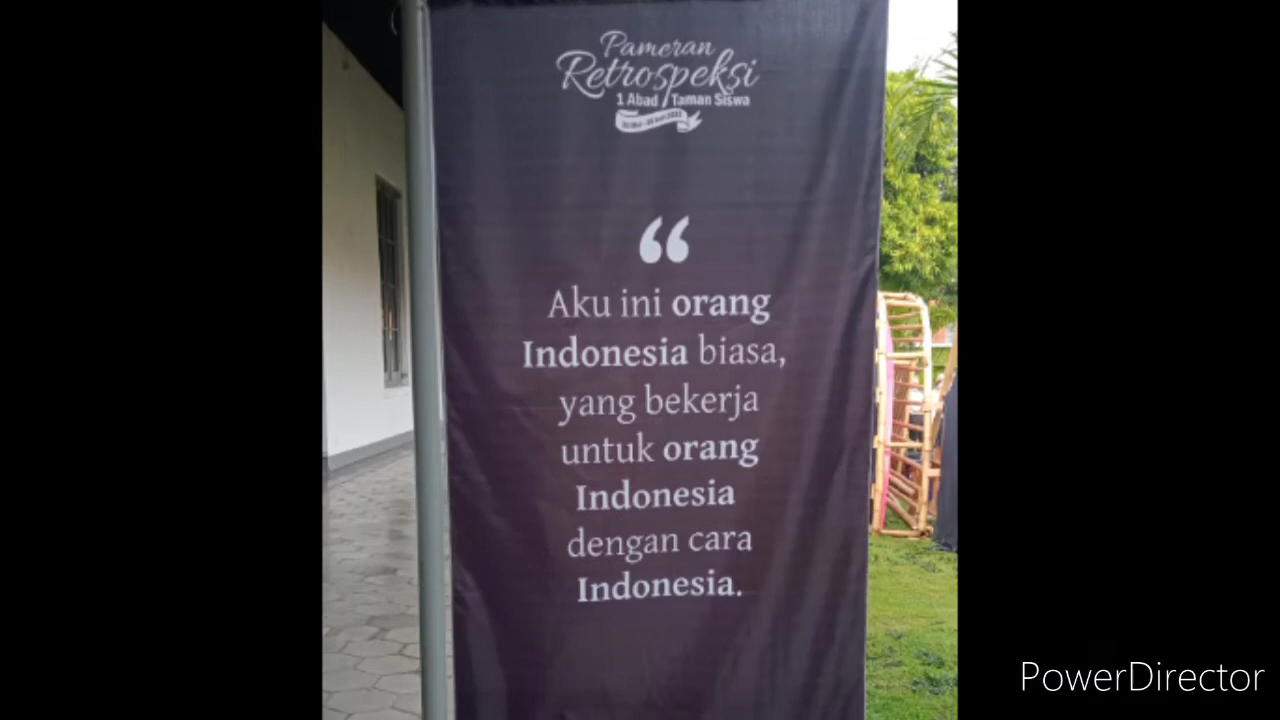 Pameran
Retrospeksi
1 Abad Taman Siswa
“
Aku ini orang
Indonesia biasa,
yang bekerja
untuk orang
Indonesia
dengan cara
Indonesia.
PowerDirector